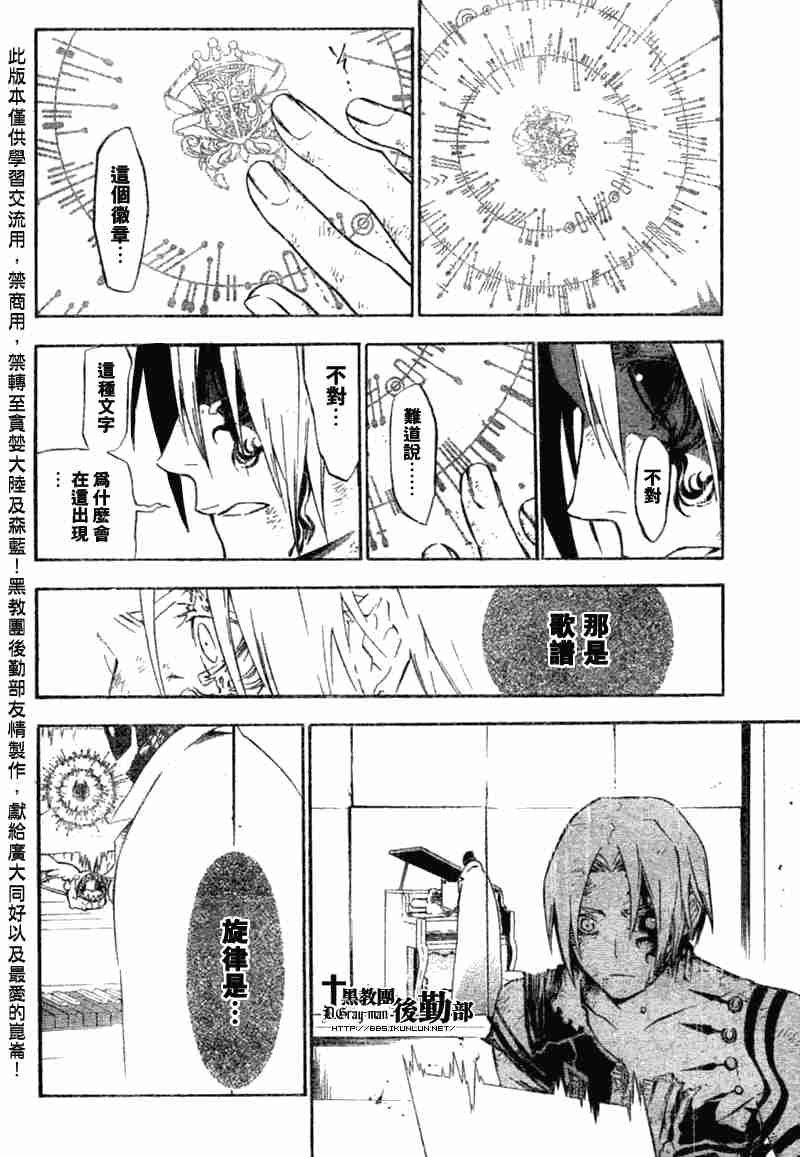 這個徽章…
不對
難道說……
不對…
這種文字
為什麼會
在這出現
…
那是
歌譜
旋律是…
黑教團
D.Gray-man
後勤部
HTTP://BBS.IKUNLUN.NET/
此版本僅供學習交流用，禁商用，禁轉至貪婪大陸及森藍！黑教團後勤部友情製作，獻給廣大同好以及最愛的崑崙！